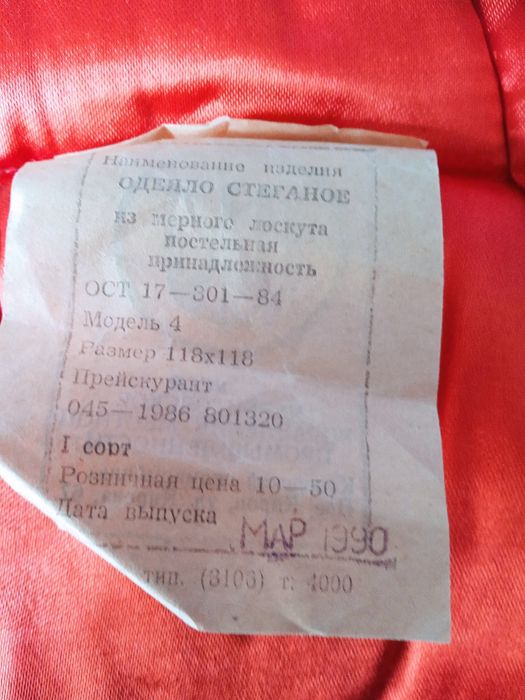 Наименование изделия
ОДЕЯЛО СТЕГАНОЕ
из мерного лоскута
постельная
принадлежность
ОСТ 17—301—84
Модель 4
Размер 118х118
Прейскурант
045—1986 801320
I сорт
Розничная цена 10—50
Дата выпуска МАР 1990
тип. (3103) т. 4000